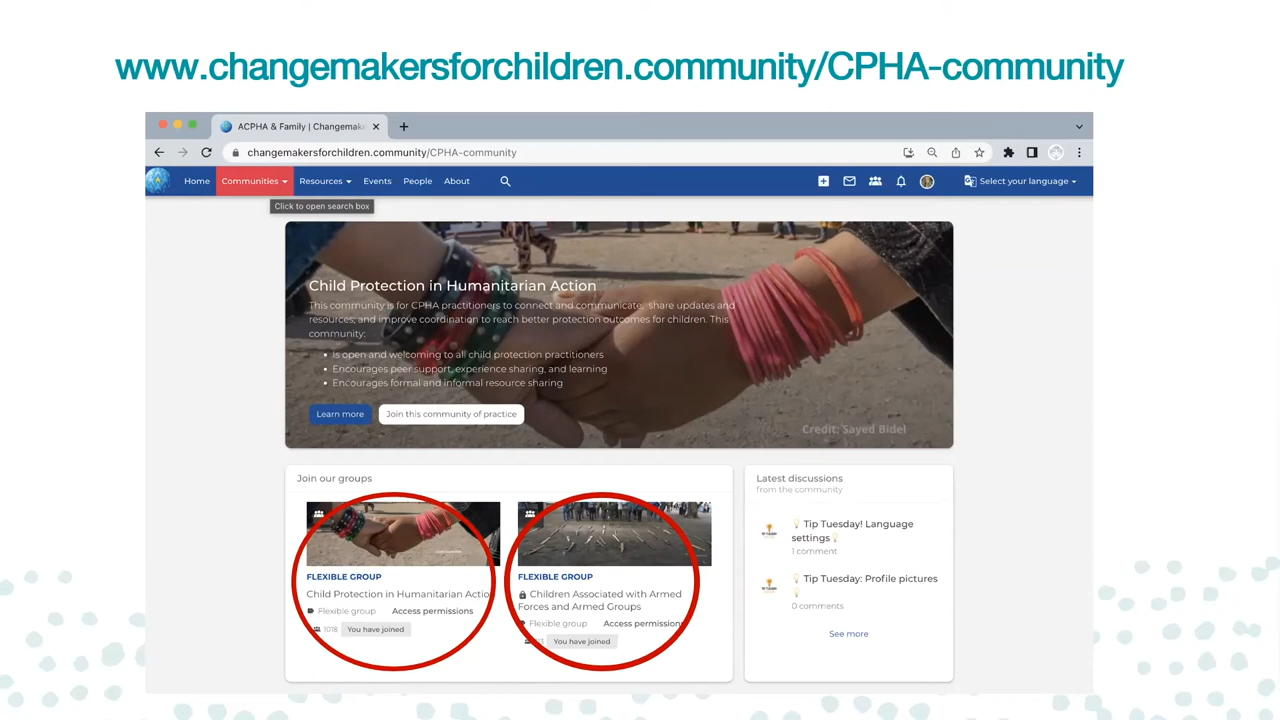 www.changemakersforchildren.community/CPHA-community
ACPHA & Family | Changemak
changemakersforchildren.community/CPHA-community
Home Communities Resources Events People About Select your language
Click to open search box
Child Protection in Humanitarian Action
This community is for CPHA practitioners to connect and communicate, share updates and
resources, and improve coordination to reach better protection outcomes for children. This
community:
• Is open and welcoming to all child protection practitioners
• Encourages peer support, experience sharing, and learning
• Encourages formal and informal resource sharing
Learn more Join this community of practice
Credit: Sayed Bidel
Join our groups
FLEXIBLE GROUP
Child Protection in Humanitarian Actio
Flexible group Access permissions
1018 You have joined
FLEXIBLE GROUP
Children Associated with Armed
Forces and Armed Groups
Flexible group Access permissions
You have joined
Latest discussions
from the community
Tip Tuesday! Language
settings
1 comment
Tip Tuesday: Profile pictures
0 comments
See more